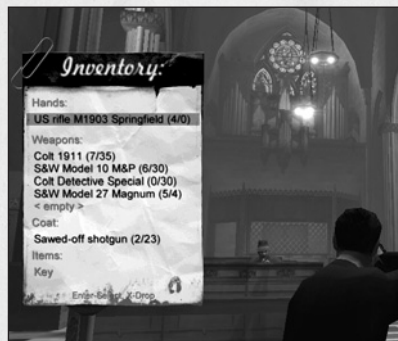 Inventory:
Hands:
US rifle M1903 Springfield (4/0)
Weapons:
Colt 1911 (7/35)
S&W Model 10 M&P (6/30)
Colt Detective Special (0/30)
S&W Model 27 Magnum (5/4)
< empty >
Coat:
Sawed-off shotgun (2/23)
Items:
Key
Enter-Select, X-Drop